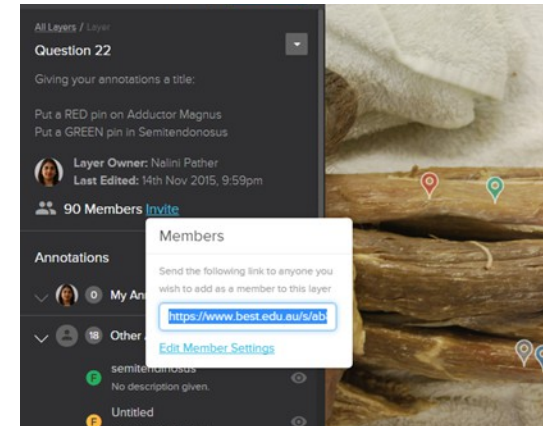 All Layers / Layer
Question 22
Giving your annotations a title:
Put a RED pin on Adductor Magnus
Put a GREEN pin in Semitendonosus
Layer Owner: Nalini Pather
Last Edited: 14th Nov 2015, 9:59pm
90 Members Invite
Members
Send the following link to anyone you
wish to add as a member to this layer
https://www.best.edu.au/s/ab
Edit Member Settings
Annotations
0 My An
18 Other
F semitendinosus
No description given.
F Untitled